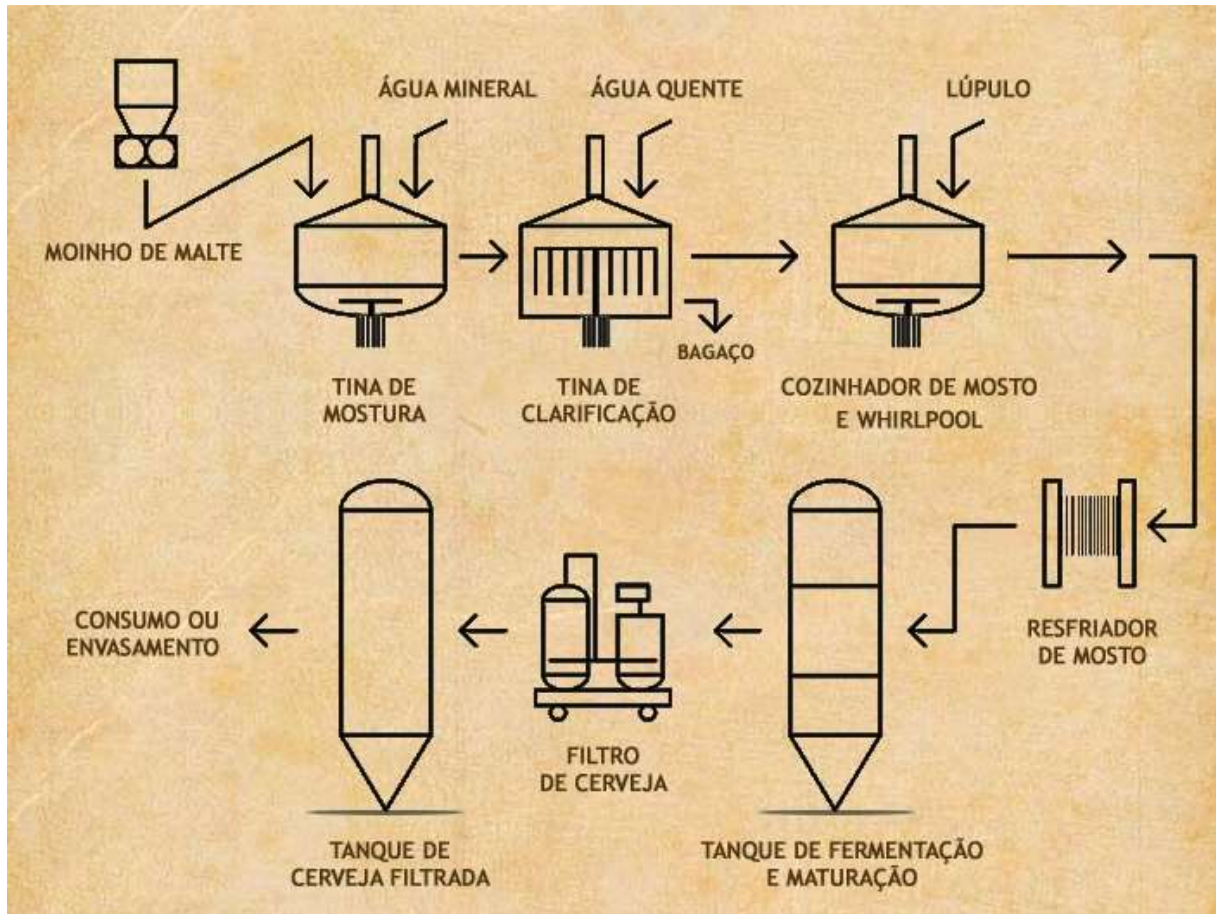 ÁGUA MINERAL
ÁGUA QUENTE
LÚPULO
MOINHO DE MALTE
BAGAÇO
TINA DE
MOSTURA
TINA DE
CLARIFICAÇÃO
COZINHADOR DE MOSTO
E WHIRLPOOL
CONSUMO OU
ENVASAMENTO
RESFRIADOR
DE MOSTO
FILTRO
DE CERVEJA
TANQUE DE
CERVEJA FILTRADA
TANQUE DE FERMENTAÇÃO
E MATURAÇÃO